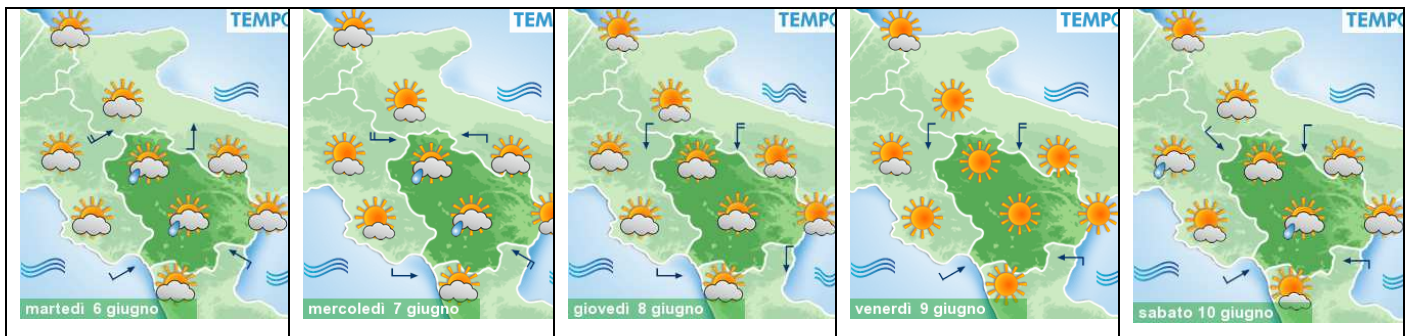 TEMPO
TEMPO
TEMP
TEMPO
TEMPO
martedì 6 giugno
mercoledì 7 giugno
giovedì 8 giugno
venerdì 9 giugno
sabato 10 giugno